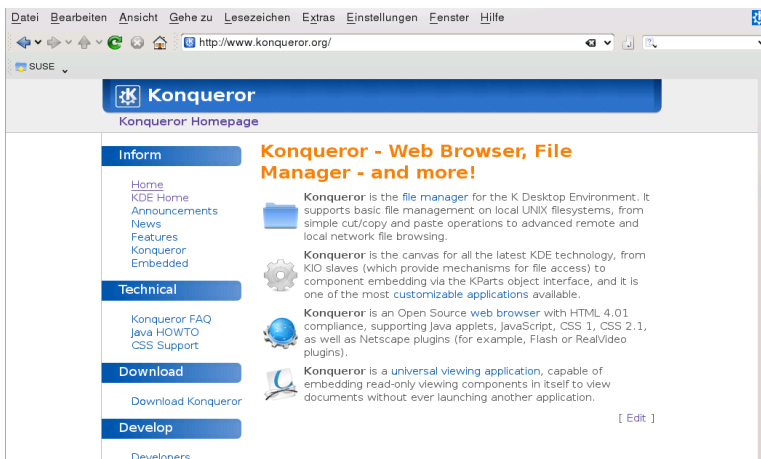 Datei Bearbeiten Ansicht Gehe zu Lesezeichen Extras Einstellungen Fenster Hilfe
http://www.konqueror.org/
SUSE
Konqueror
Konqueror Homepage
Inform
Home
KDE Home
Announcements
News
Features
Konqueror
Embedded
Technical
Konqueror FAQ
Java HOWTO
CSS Support
Download
Download Konqueror
Develop
Developers
Konqueror - Web Browser, File
Manager - and more!
Konqueror is the file manager for the K Desktop Environment. It
supports basic file management on local UNIX filesystems, from
simple cut/copy and paste operations to advanced remote and
local network file browsing.
Konqueror is the canvas for all the latest KDE technology, from
KIO slaves (which provide mechanisms for file access) to
component embedding via the KParts object interface, and it is
one of the most customizable applications available.
Konqueror is an Open Source web browser with HTML 4.01
compliance, supporting Java applets, JavaScript, CSS 1, CSS 2.1,
as well as Netscape plugins (for example, Flash or RealVideo
plugins).
Konqueror is a universal viewing application, capable of
embedding read-only viewing components in itself to view
documents without ever launching another application.
[ Edit ]